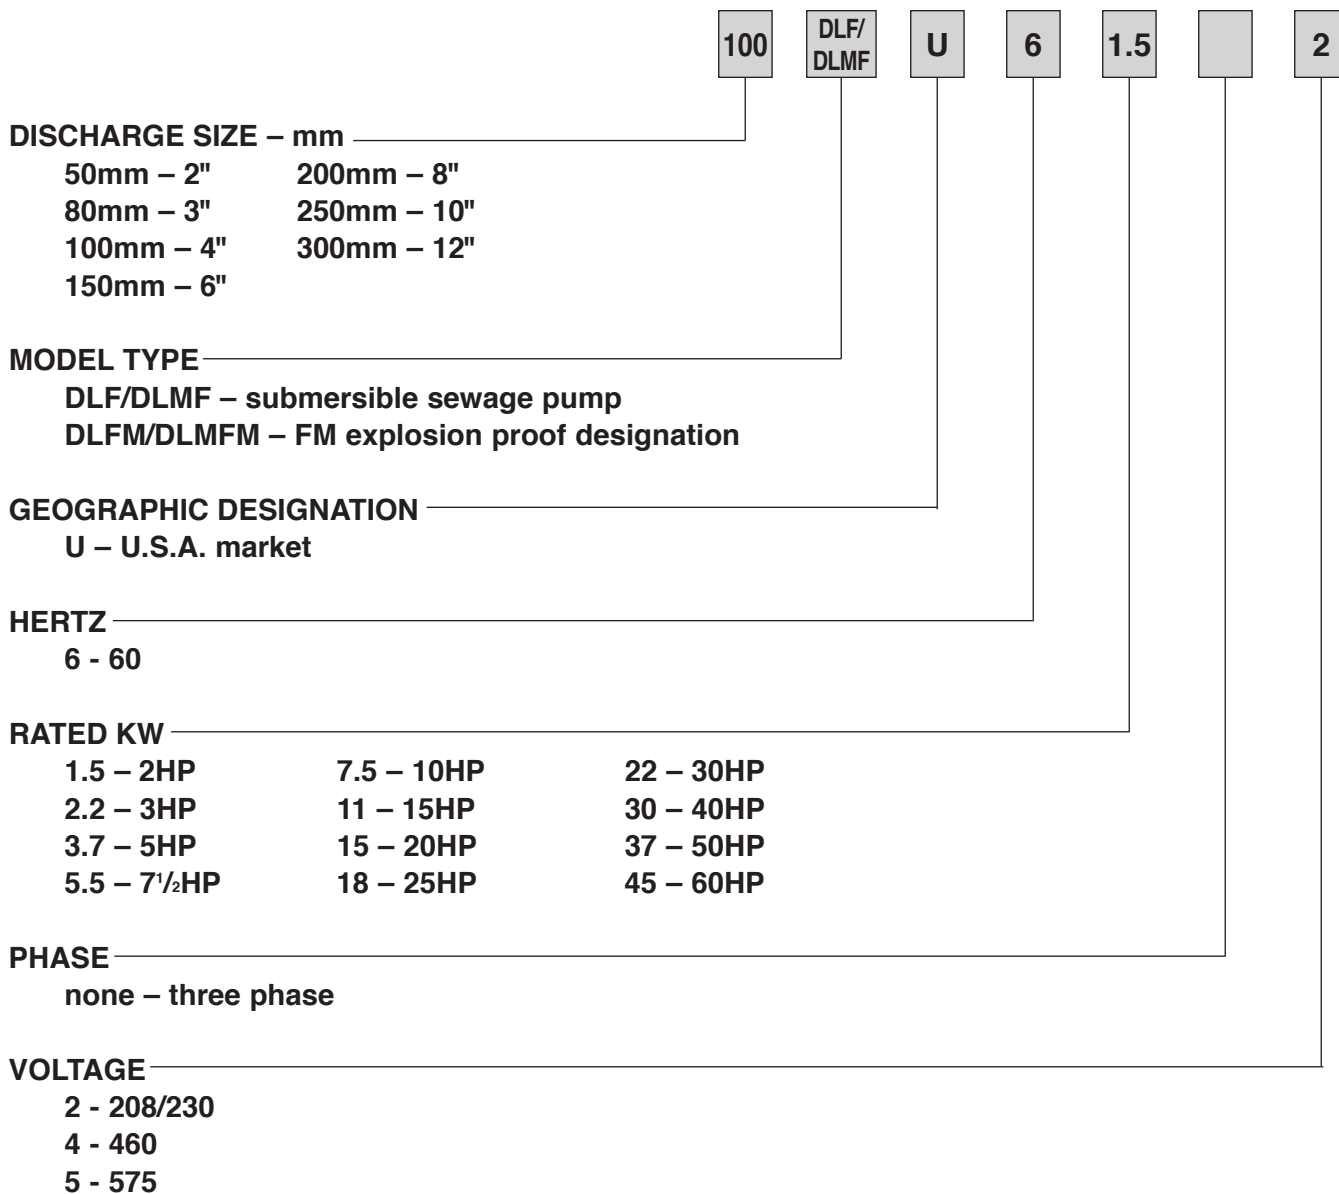 100 DLF/ DLMF U 6 1.5 2
DISCHARGE SIZE – mm
50mm – 2" 200mm – 8"
80mm – 3" 250mm – 10"
100mm – 4" 300mm – 12"
150mm – 6"
MODEL TYPE
DLF/DLMF – submersible sewage pump
DLFM/DLMFM – FM explosion proof designation
GEOGRAPHIC DESIGNATION
U – U.S.A. market
HERTZ
6 - 60
RATED KW
1.5 – 2HP 7.5 – 10HP 22 – 30HP
2.2 – 3HP 11 – 15HP 30 – 40HP
3.7 – 5HP 15 – 20HP 37 – 50HP
5.5 – 7 1/2HP 18 – 25HP 45 – 60HP
PHASE
none – three phase
VOLTAGE
2 - 208/230
4 - 460
5 - 575